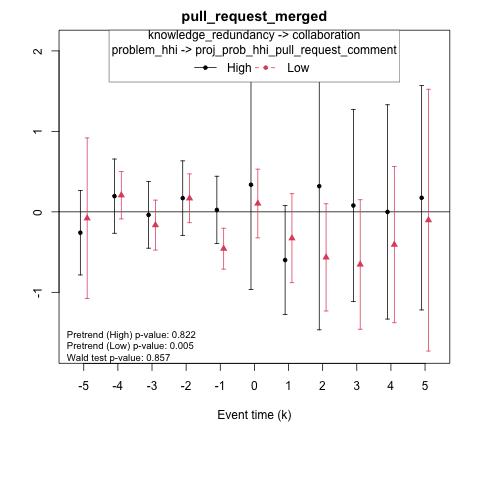 pull_request_merged
knowledge_redundancy -> collaboration
problem_hhi -> proj_prob_hhi_pull_request_comment
High Low
2
1
0
-1
Pretrend (High) p-value: 0.822
Pretrend (Low) p-value: 0.005
Wald test p-value: 0.857
-5 -4 -3 -2 -1 0 1 2 3 4 5
Event time (k)